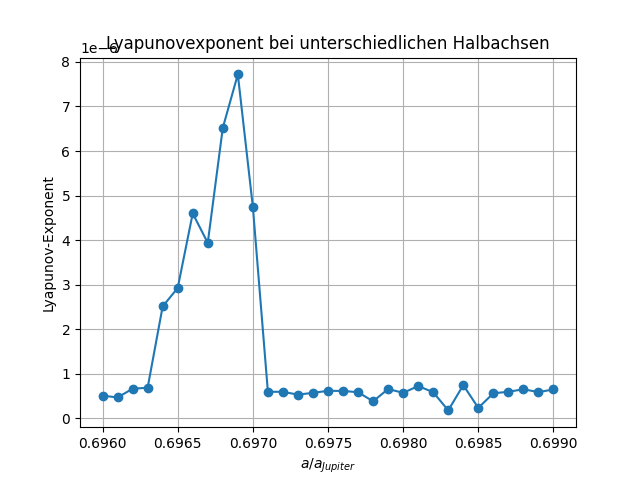 Lyapunovexponent bei unterschiedlichen Halbachsen
1e−6
8
7
6
5
4
3
2
1
0
Lyapunov-Exponent
0.6960 0.6965 0.6970 0.6975 0.6980 0.6985 0.6990
a/a_Jupiter